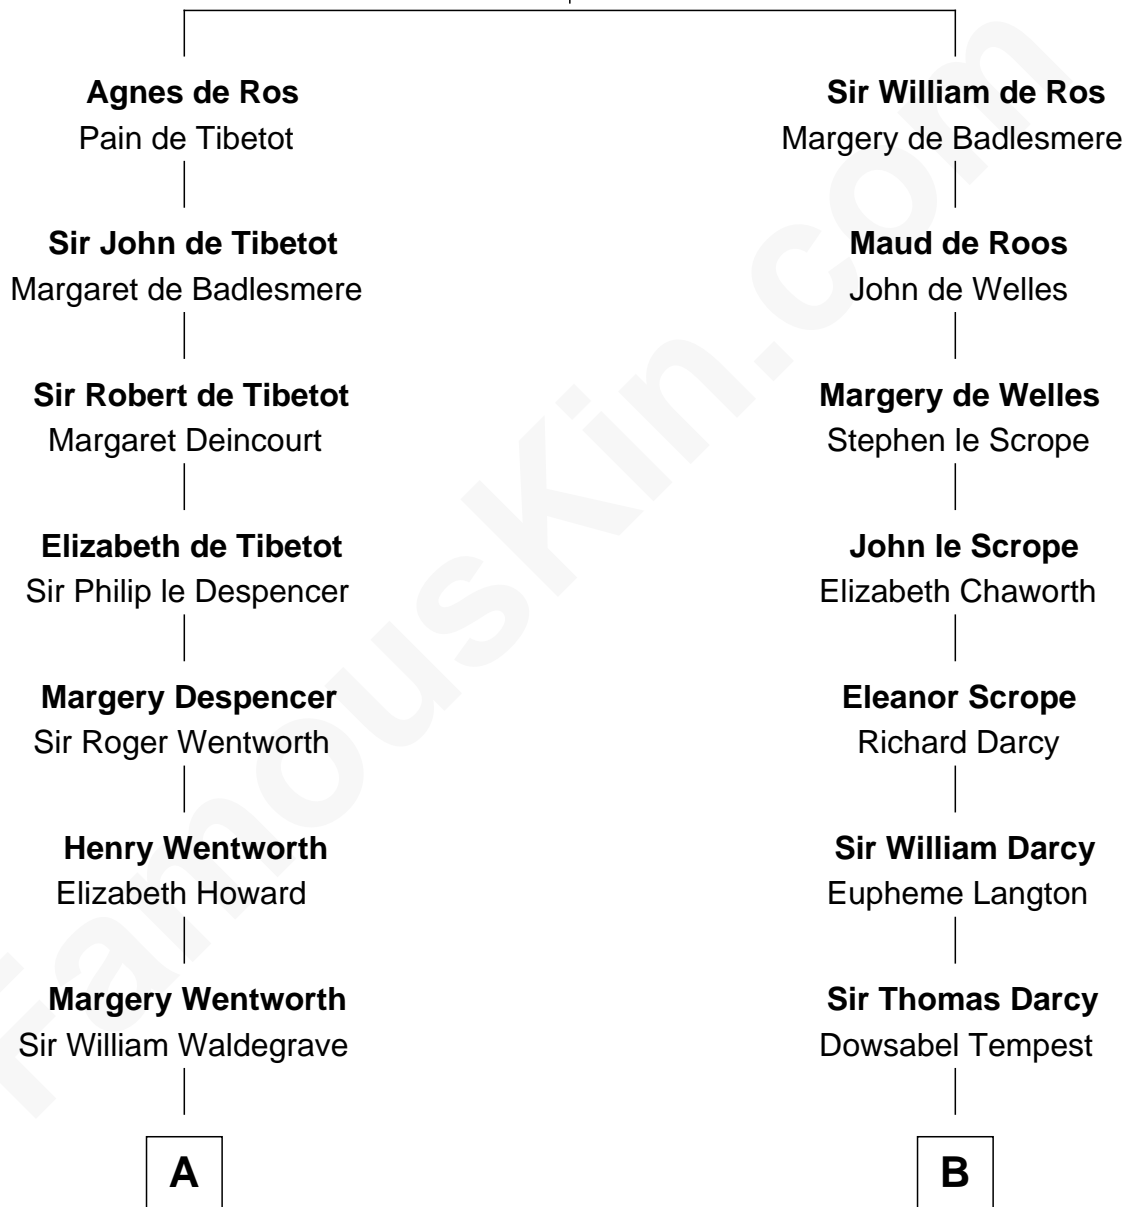 Agnes de Ros
Pain de Tibetot
Sir John de Tibetot
Margaret de Badlesmere
Sir Robert de Tibetot
Margaret Deincourt
Elizabeth de Tibetot
Sir Philip le Despencer
Margery Despencer
Sir Roger Wentworth
Henry Wentworth
Elizabeth Howard
Margery Wentworth
Sir William Waldegrave
A
Sir William de Ros
Margery de Badlesmere
Maud de Roos
John de Welles
Margery de Welles
Stephen le Scrope
John le Scrope
Elizabeth Chaworth
Eleanor Scrope
Richard Darcy
Sir William Darcy
Eupheme Langton
Sir Thomas Darcy
Dowsabel Tempest
B
FamousKin.com